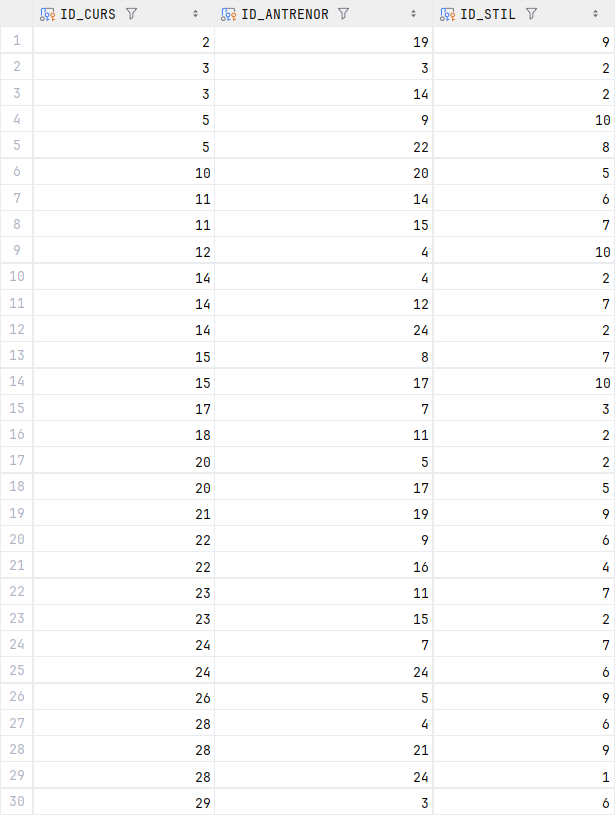 ID_CURS ID_ANTRENOR ID_STIL
1 2 19 9
2 3 3 2
3 3 14 2
4 5 9 10
5 5 22 8
6 10 20 5
7 11 14 6
8 11 15 7
9 12 4 10
10 14 4 2
11 14 12 7
12 14 24 2
13 15 8 7
14 15 17 10
15 17 7 3
16 18 11 2
17 20 5 2
18 20 17 5
19 21 19 9
20 22 9 6
21 22 16 4
22 23 11 7
23 23 15 2
24 24 7 7
25 24 24 6
26 26 5 9
27 28 4 6
28 28 21 9
29 28 24 1
30 29 3 6